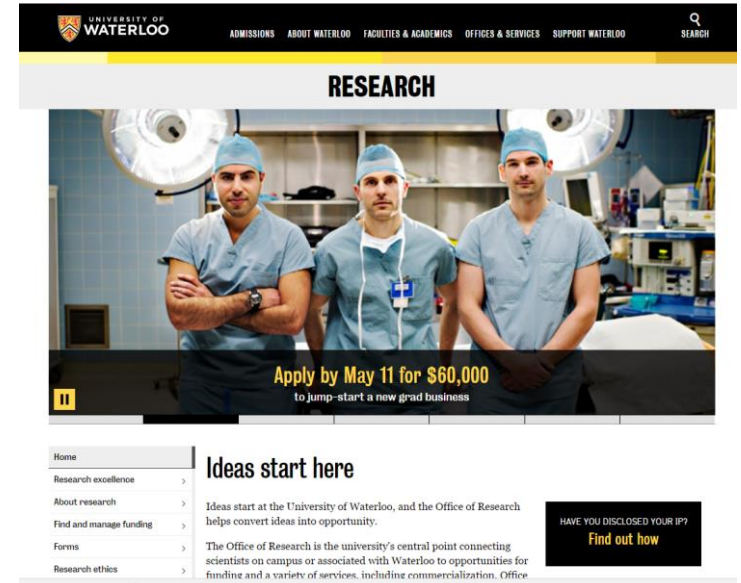 UNIVERSITY OF
WATERLOO
ADMISSIONS ABOUT WATERLOO FACULTIES & ACADEMICS OFFICES & SERVICES SUPPORT WATERLOO
SEARCH
RESEARCH
Apply by May 11 for $60,000
to jump-start a new grad business
Home
Research excellence
About research
Find and manage funding
Forms
Research ethics
Ideas start here
Ideas start at the University of Waterloo, and the Office of Research
helps convert ideas into opportunity.
The Office of Research is the university's central point connecting
scientists on campus or associated with Waterloo to opportunities for
funding and a variety of services, including commercialization. Office
HAVE YOU DISCLOSED YOUR IP?
Find out how